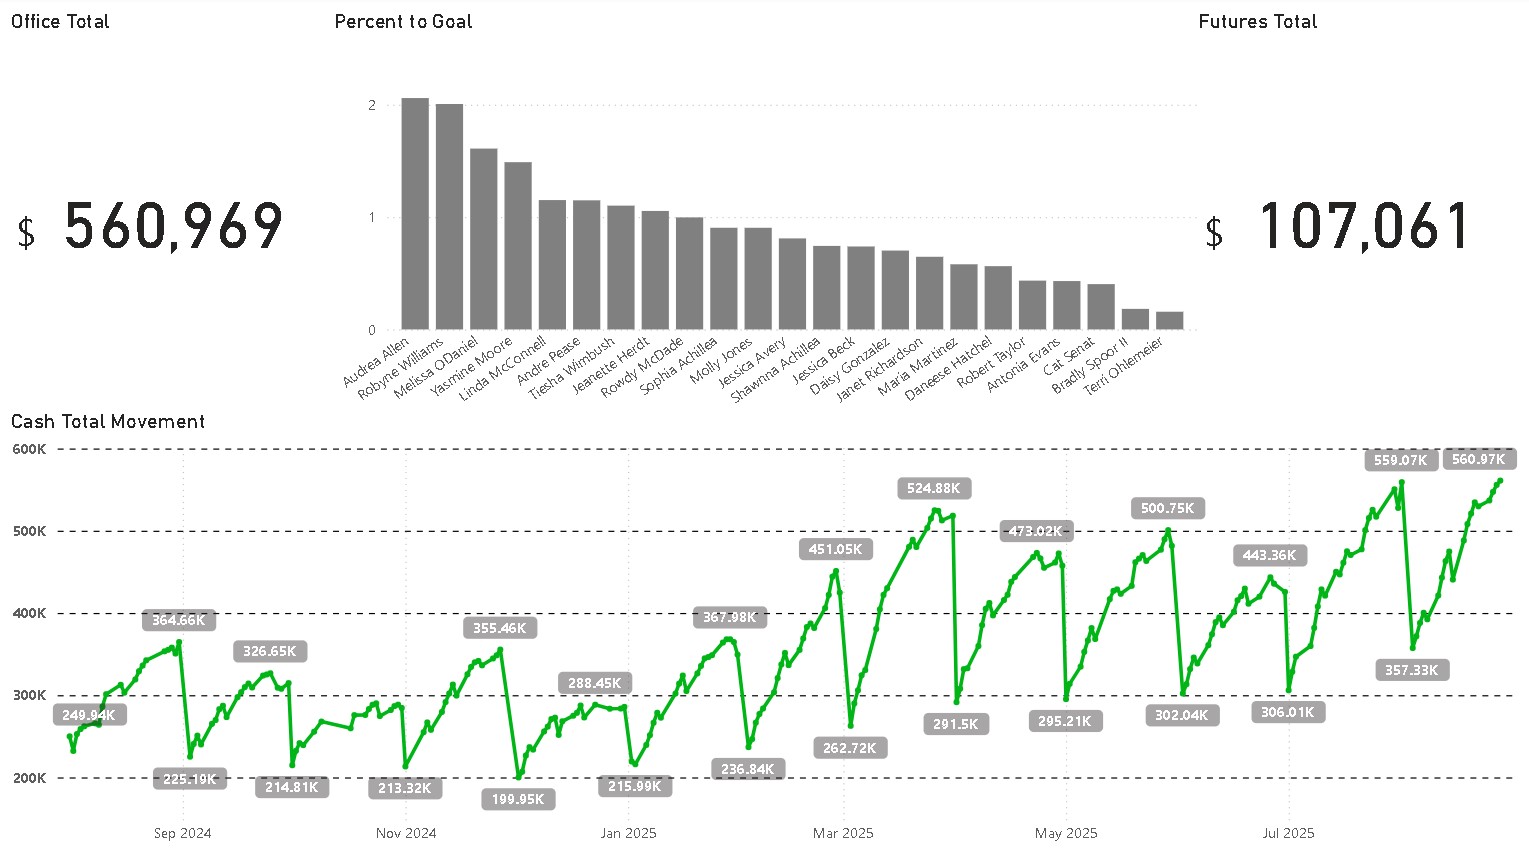 Office Total
Percent to Goal
Futures Total
2
1
0
$ 560,969
$ 107,061
Audrea Allen
Robyne Williams
Melissa ODaniel
Yasmine Moore
Linda McConnell
Andre Pease
Tiesha Wimbush
Jeanette Herdt
Rowdy McDade
Sophia Achillea
Molly Jones
Jessica Avery
Shawnna Achillea
Jessica Beck
Daisy Gonzalez
Janet Richardson
Maria Martinez
Daneese Hatchel
Robert Taylor
Antonia Evans
Cat Senat
Bradly Spoor II
Terri Ohlemeier
Cash Total Movement
600K
500K
400K
300K
200K
249.94K
364.66K
225.19K
326.65K
214.81K
213.32K
355.46K
199.95K
288.45K
215.99K
367.98K
236.84K
451.05K
262.72K
524.88K
291.5K
473.02K
295.21K
500.75K
302.04K
443.36K
306.01K
559.07K
357.33K
560.97K
Sep 2024
Nov 2024
Jan 2025
Mar 2025
May 2025
Jul 2025